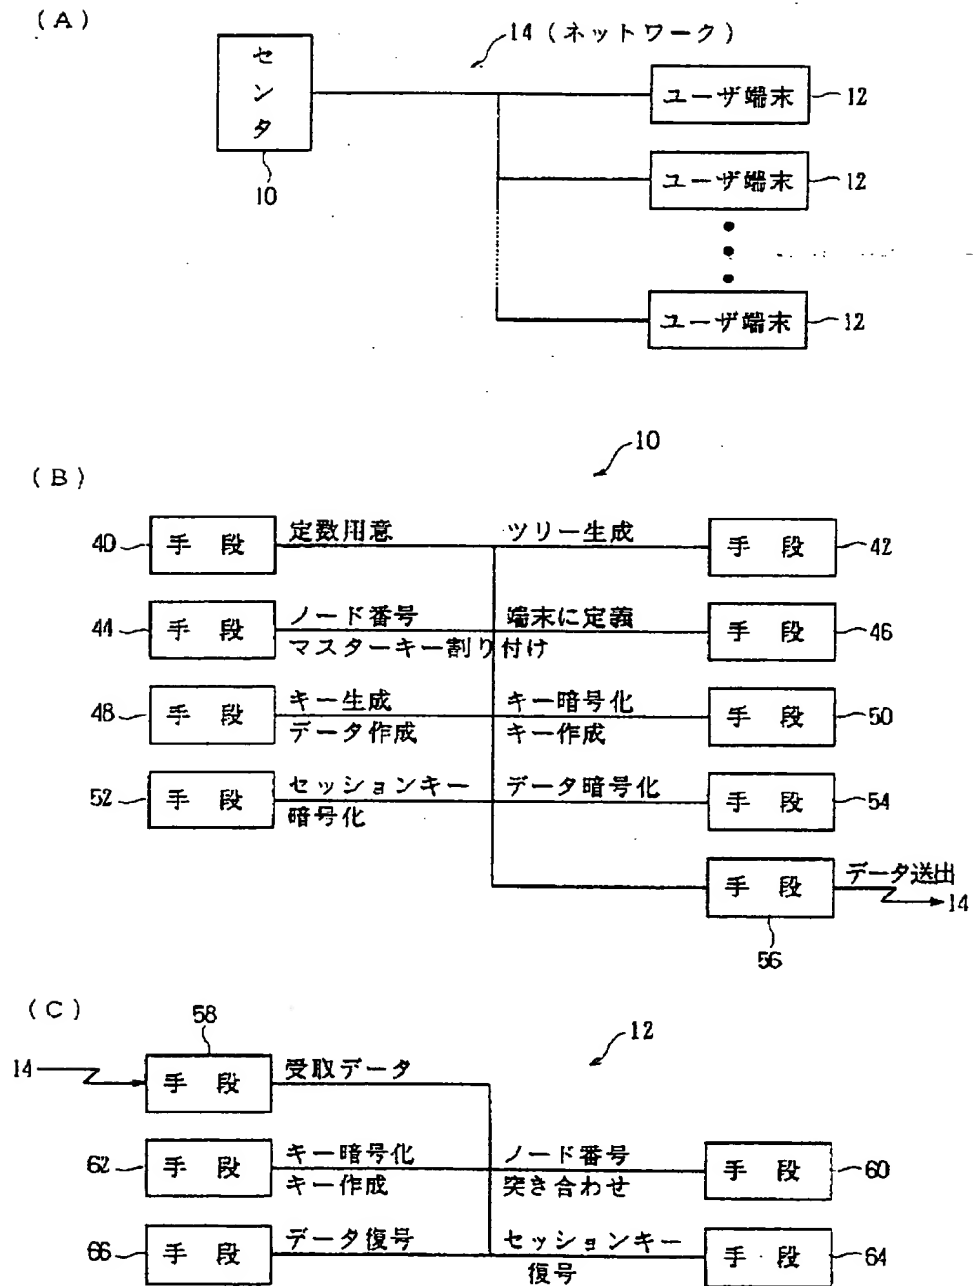 (A)
14(ネットワーク)
センタ
10
ユーザ端末 12
ユーザ端末 12
ユーザ端末 12
(B)
10
40 手段 定数用意 ツリー生成 手段 42
44 手段 ノード番号 端末に定義 手段 46
マスターキー割り付け
48 手段 キー生成 キー暗号化 手段 50
データ作成 キー作成
52 手段 セッションキー データ暗号化 手段 54
暗号化
手段 データ送出
14
56
(C)
58
12
14 手段 受取データ
62 手段 キー暗号化 ノード番号 手段 60
キー作成 突き合わせ
66 手段 データ復号 セッションキー 手段 64
復号